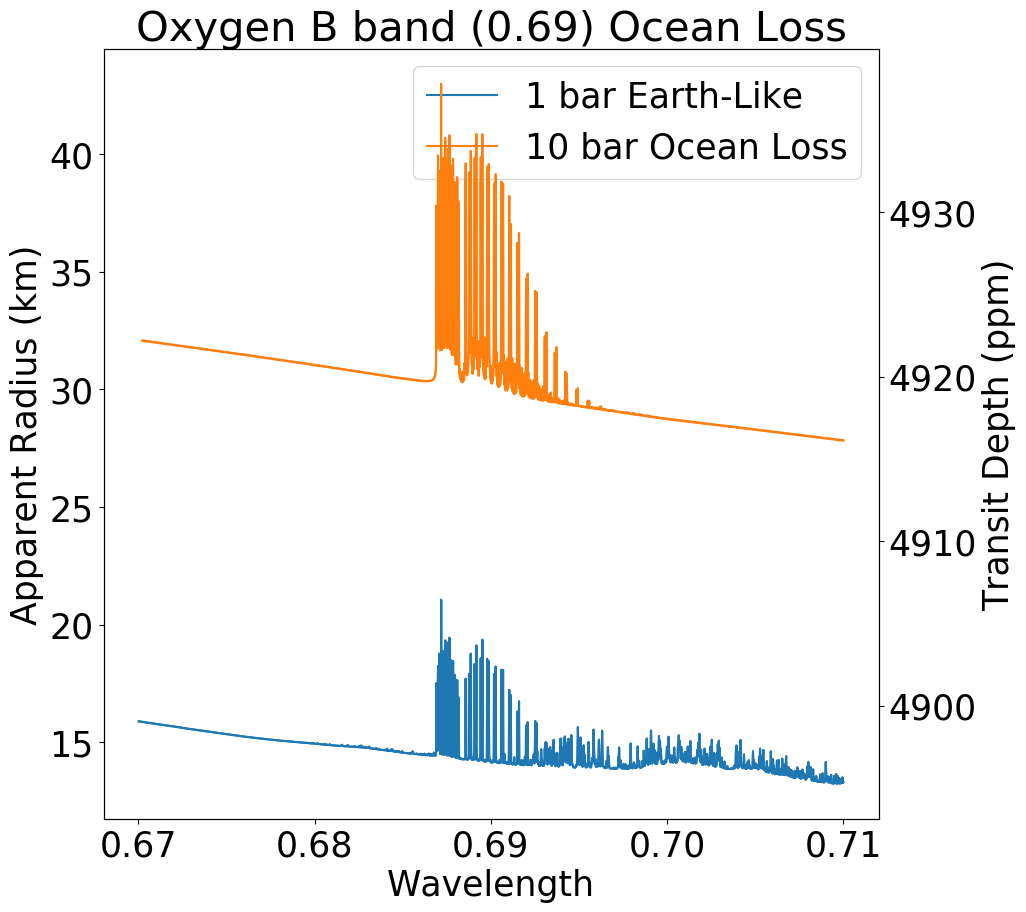 Oxygen B band (0.69) Ocean Loss
1 bar Earth-Like
10 bar Ocean Loss
Apparent Radius (km)
40
35
30
25
20
15
Transit Depth (ppm)
4930
4920
4910
4900
0.67 0.68 0.69 0.70 0.71
Wavelength